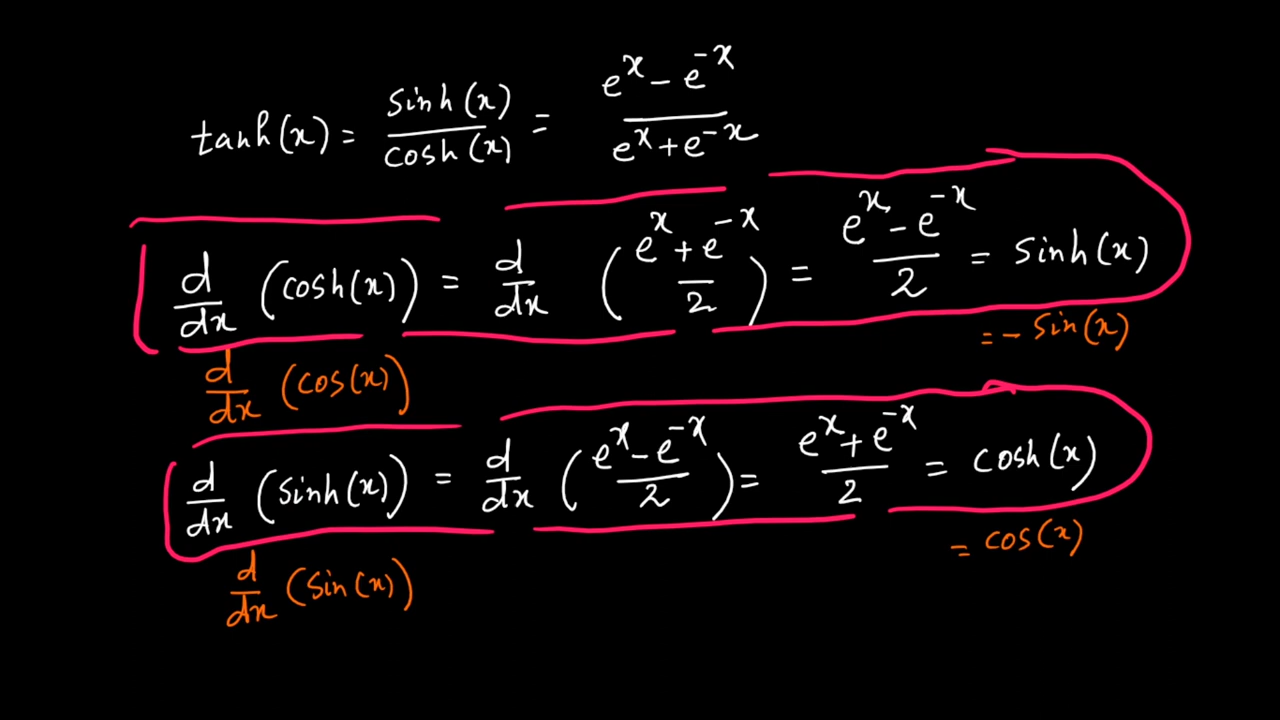 tanh(x) = sinh(x)/cosh(x) = (e^x - e^-x)/(e^x + e^-x)
d/dx (cosh(x)) = d/dx ((e^x + e^-x)/2) = (e^x - e^-x)/2 = sinh(x)
d/dx (cos(x)) = - sin(x)
d/dx (sinh(x)) = d/dx ((e^x - e^-x)/2) = (e^x + e^-x)/2 = cosh(x)
d/dx (sin(x)) = cos(x)